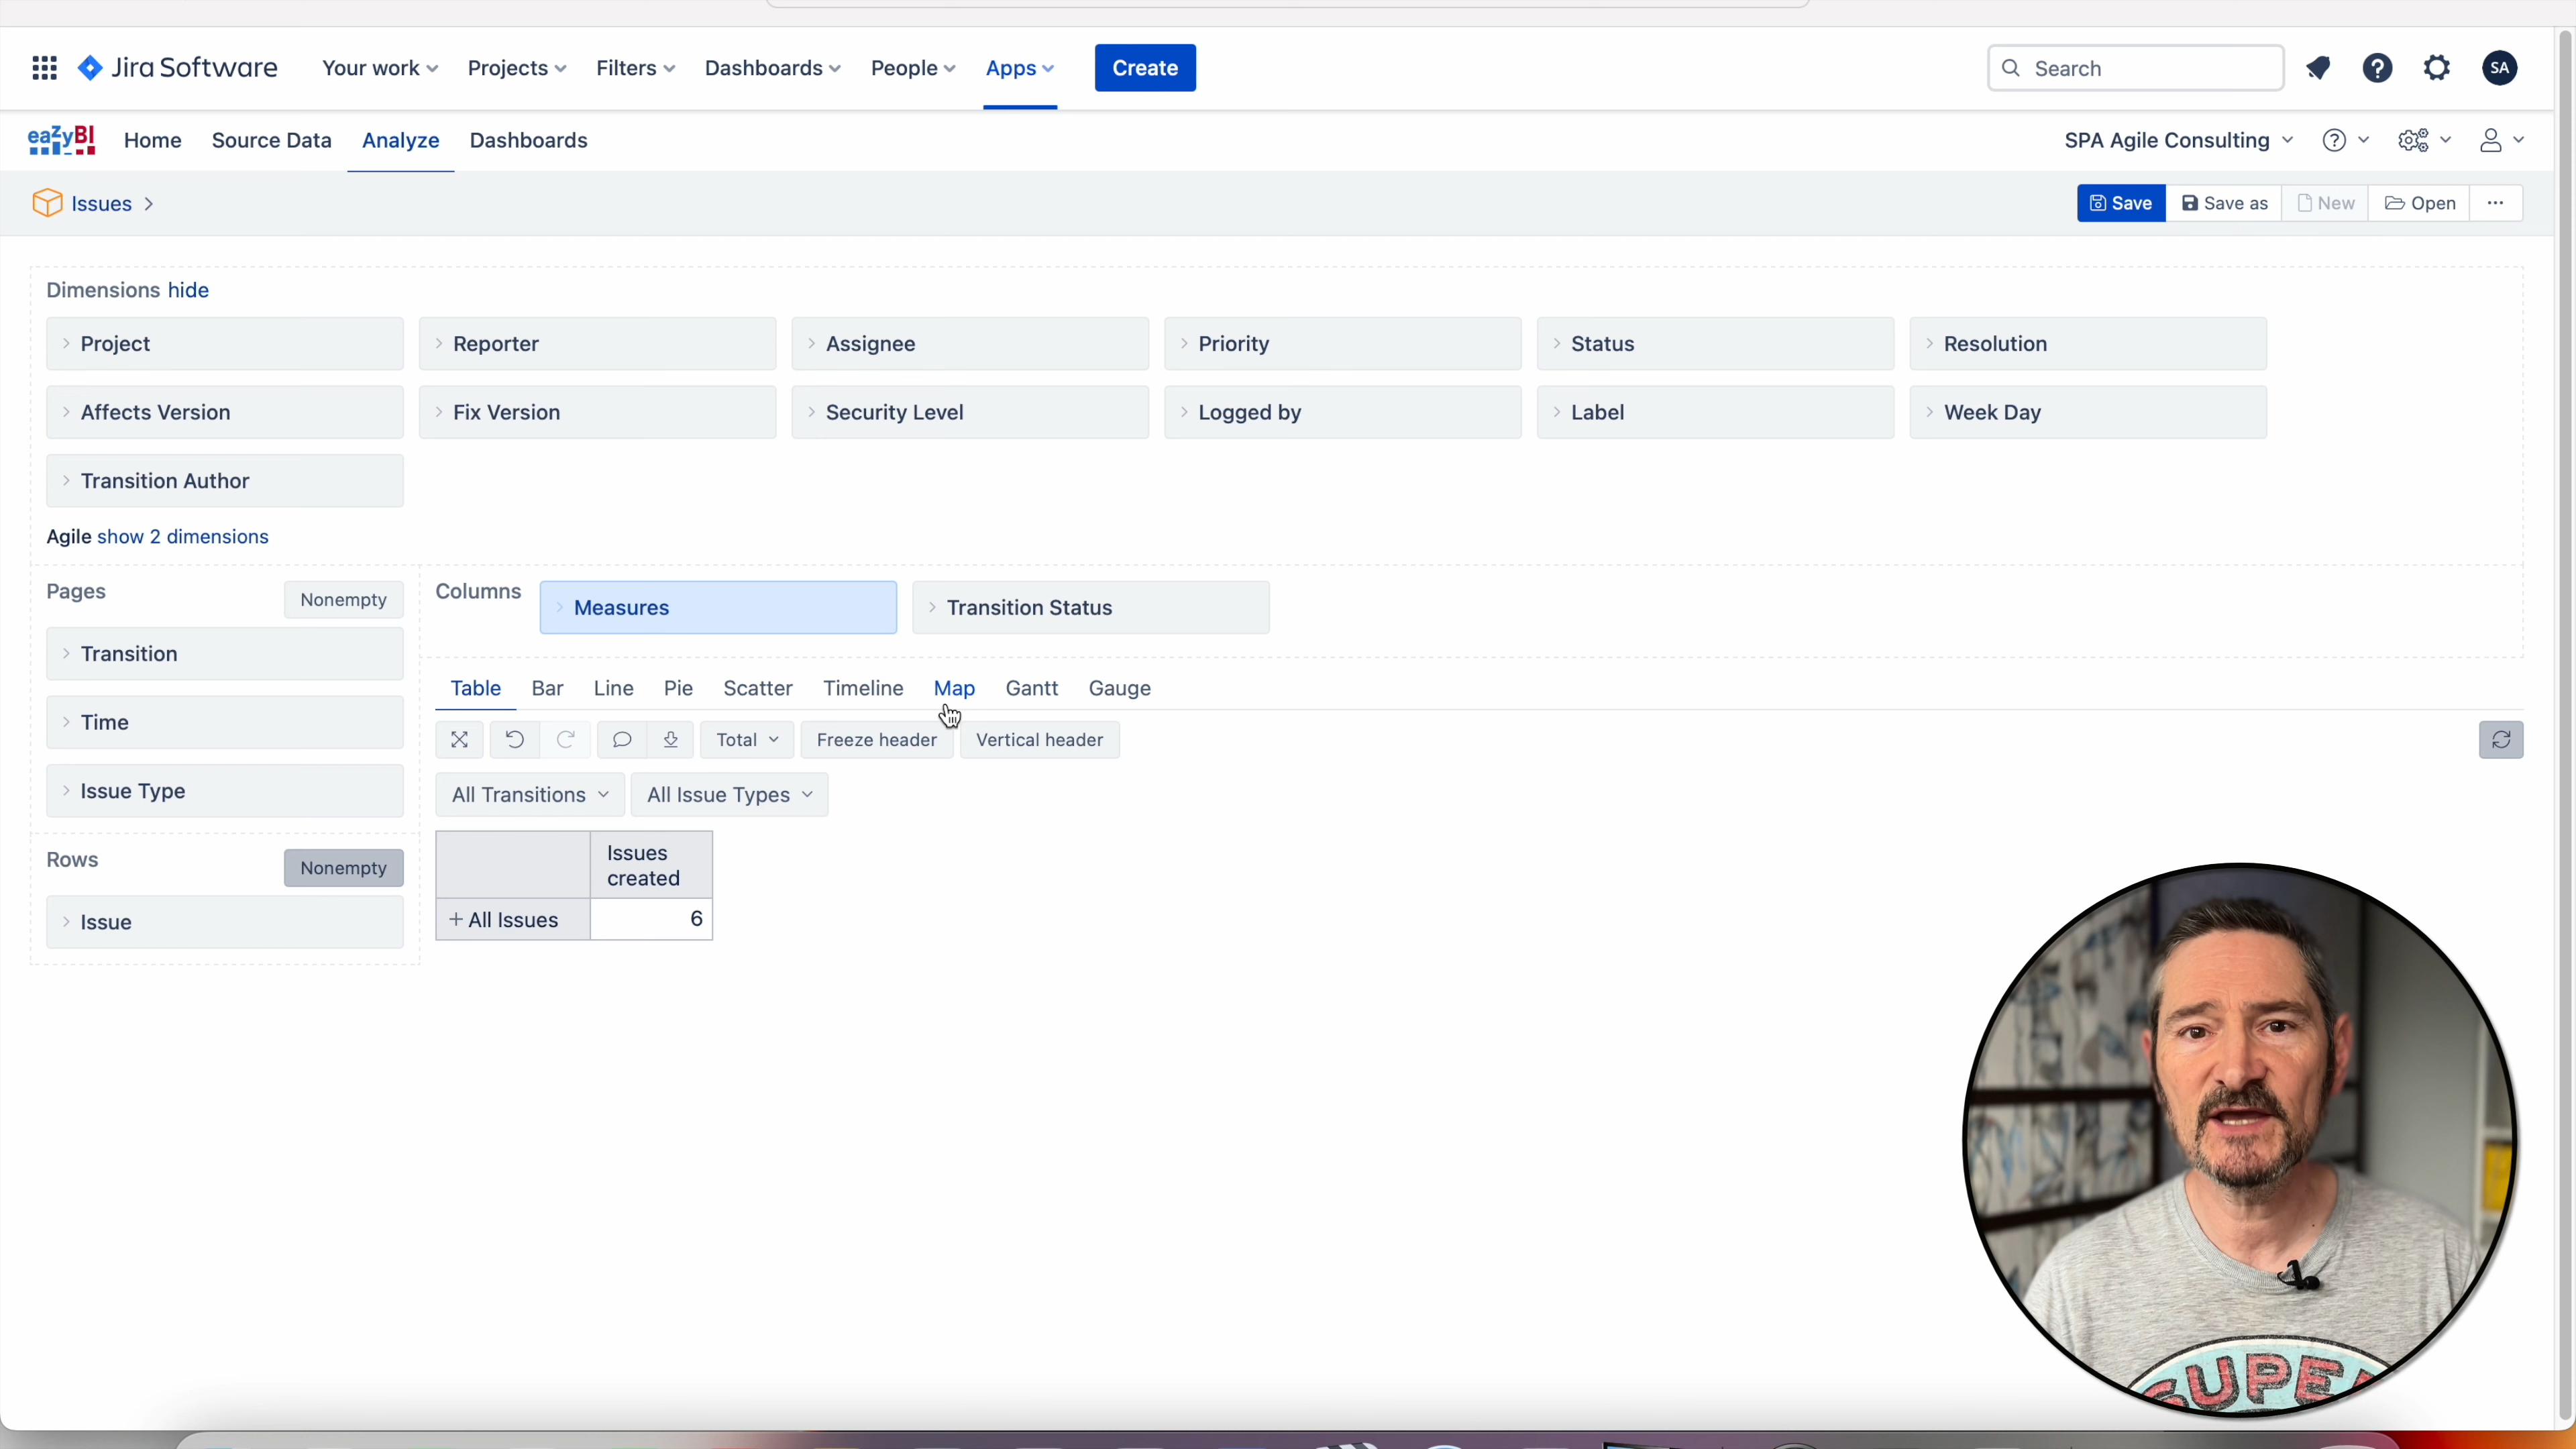 Jira Software Your work Projects Filters Dashboards People Apps Create Search SA
eazyBI Home Source Data Analyze Dashboards SPA Agile Consulting
Issues Save Save as New Open
Dimensions hide
Project Reporter Assignee Priority Status Resolution
Affects Version Fix Version Security Level Logged by Label Week Day
Transition Author
Agile show 2 dimensions
Pages Nonempty Columns Measures Transition Status
Transition
Table Bar Line Pie Scatter Timeline Map Gantt Gauge
Time
Total Freeze header Vertical header
Issue Type
All Transitions All Issue Types
Rows Nonempty
Issues
created
Issue
+ All Issues 6
SUPER